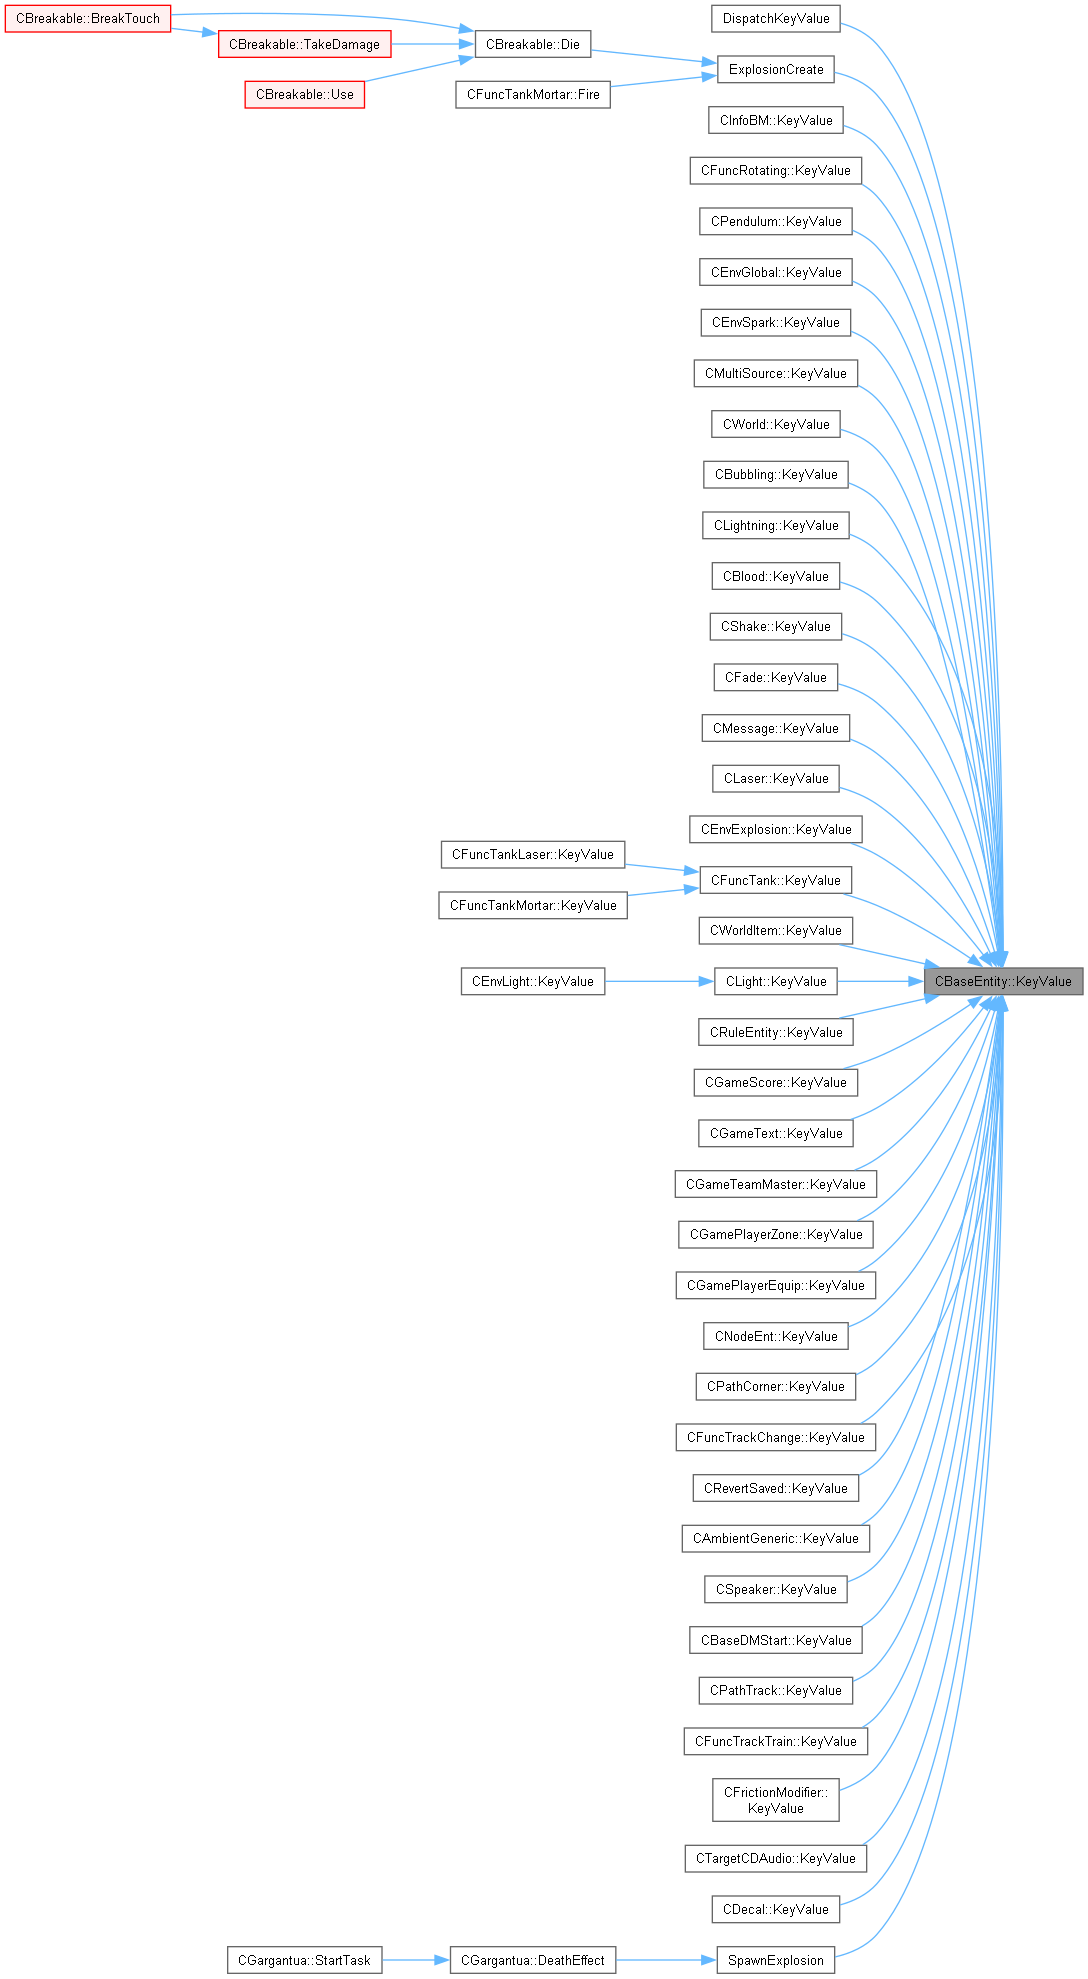 CBreakable::BreakTouch
CBreakable::TakeDamage
CBreakable::Use
CBreakable::Die
CFuncTankMortar::Fire
DispatchKeyValue
ExplosionCreate
CInfoBM::KeyValue
CFuncRotating::KeyValue
CPendulum::KeyValue
CEnvGlobal::KeyValue
CEnvSpark::KeyValue
CMultiSource::KeyValue
CWorld::KeyValue
CBubbling::KeyValue
CLightning::KeyValue
CBlood::KeyValue
CShake::KeyValue
CFade::KeyValue
CMessage::KeyValue
CLaser::KeyValue
CEnvExplosion::KeyValue
CFuncTankLaser::KeyValue
CFuncTank::KeyValue
CFuncTankMortar::KeyValue
CWorldItem::KeyValue
CEnvLight::KeyValue
CLight::KeyValue
CBaseEntity::KeyValue
CRuleEntity::KeyValue
CGameScore::KeyValue
CGameText::KeyValue
CGameTeamMaster::KeyValue
CGamePlayerZone::KeyValue
CGamePlayerEquip::KeyValue
CNodeEnt::KeyValue
CPathCorner::KeyValue
CFuncTrackChange::KeyValue
CRevertSaved::KeyValue
CAmbientGeneric::KeyValue
CSpeaker::KeyValue
CBaseDMStart::KeyValue
CPathTrack::KeyValue
CFuncTrackTrain::KeyValue
CFrictionModifier::
KeyValue
CTargetCDAudio::KeyValue
CDecal::KeyValue
CGargantua::StartTask
CGargantua::DeathEffect
SpawnExplosion